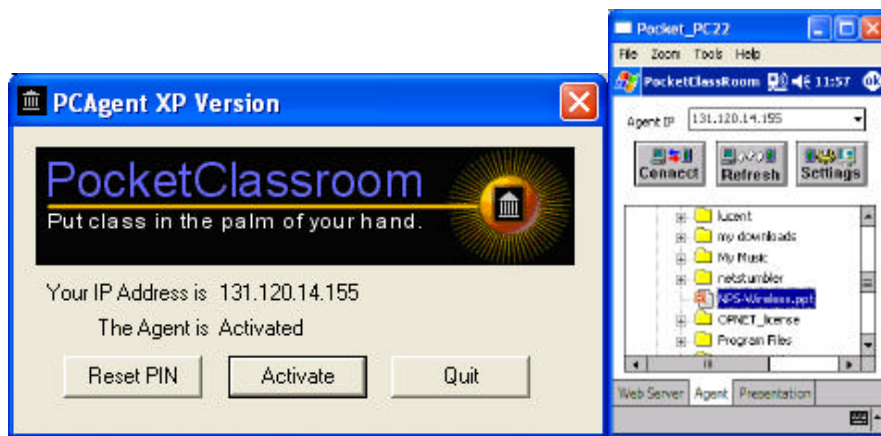 PCAgent XP Version
PocketClassroom
Put class in the palm of your hand.
Your IP Address is 131.120.14.155
The Agent is Activated
Reset PIN Activate Quit
Pocket_PC22
File Zoom Tools Help
PocketClassRoom 11:57 ok
Agent IP 131.120.14.155
Connect Refresh Settings
lucent
my downloads
My Music
netstumbler
NPS-Wireless.ppt
OPNET_license
Program Files
Web Server Agent Presentation